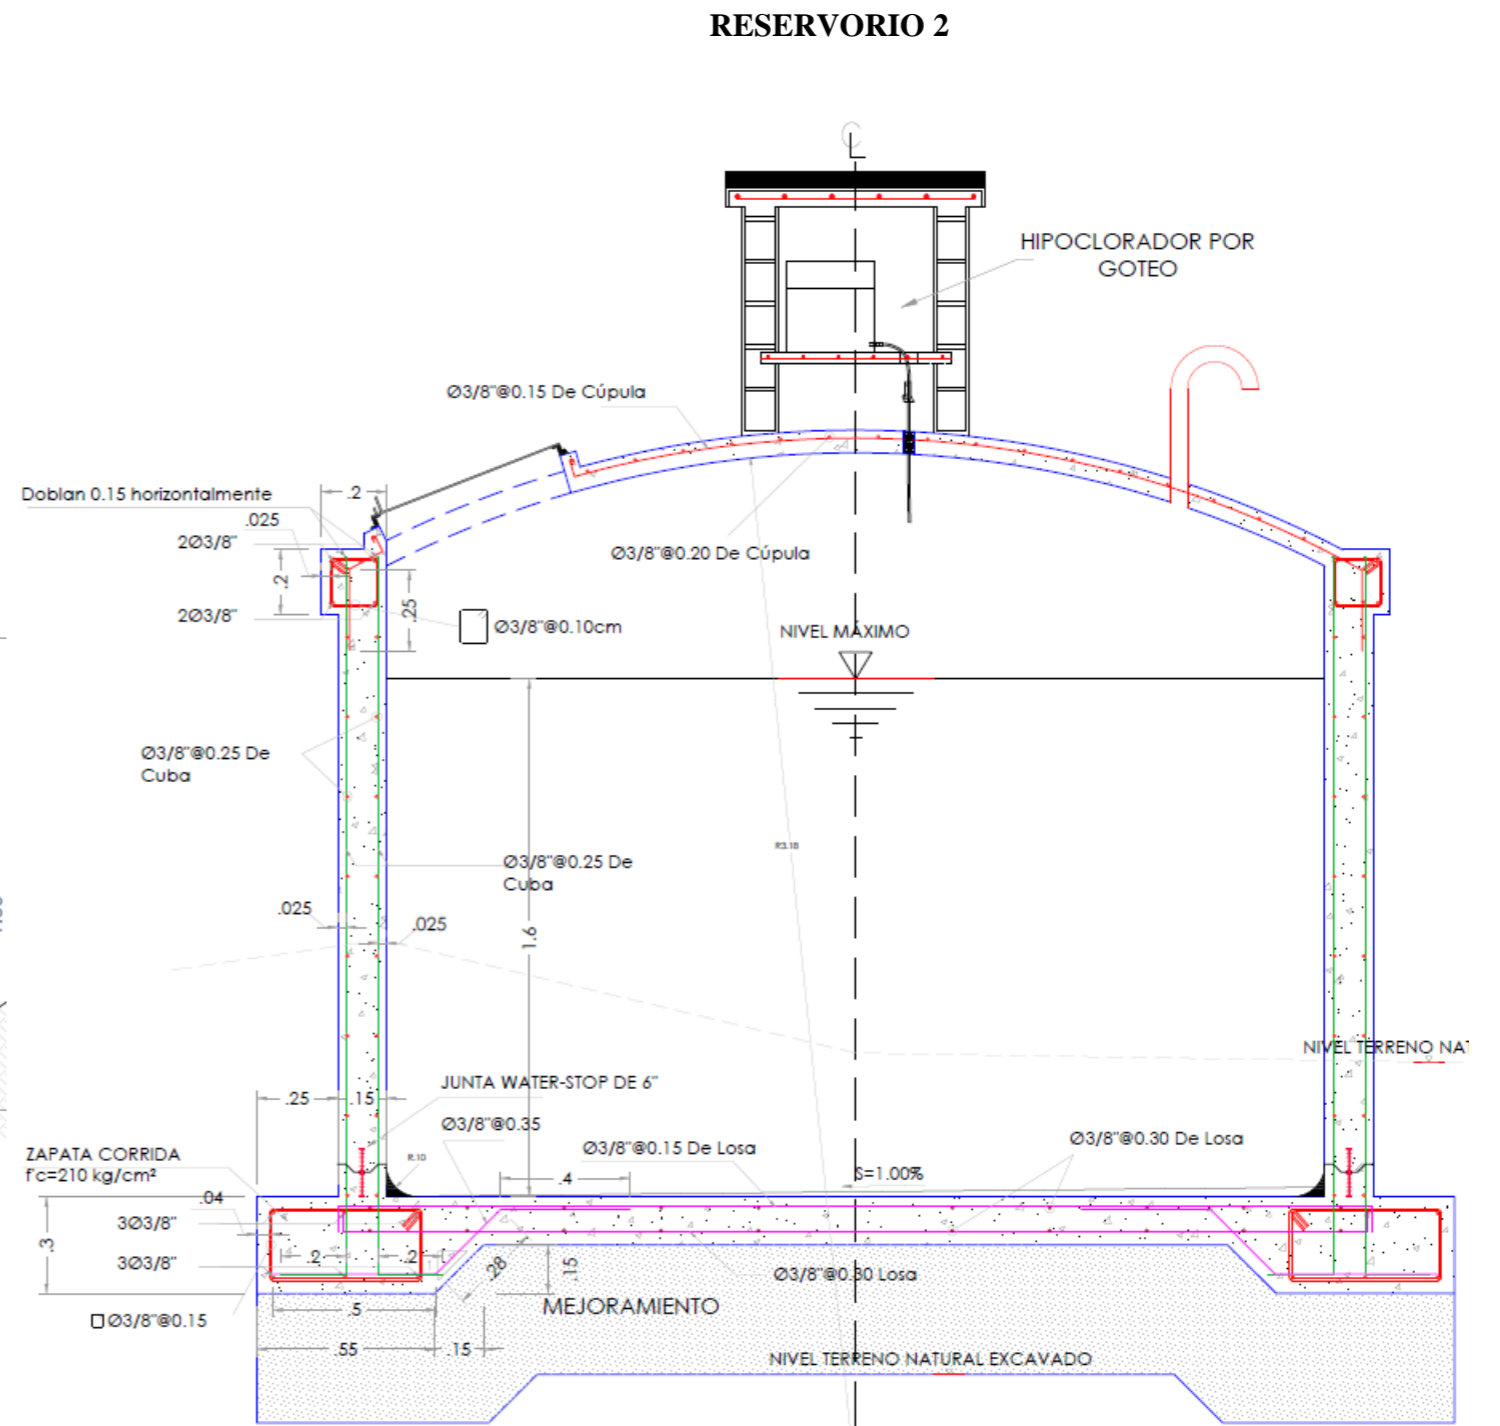 RESERVORIO 2
C
L
HIPOCLORADOR POR
GOTEO
Ø3/8"@0.15 De Cúpula
Doblan 0.15 horizontalmente
.2
.025
2Ø3/8"
.2
Ø3/8"@0.20 De Cúpula
2Ø3/8"
.25
Ø3/8"@0.10cm
NIVEL MÁXIMO
Ø3/8"@0.25 De
Cuba
R3.18
Ø3/8"@0.25 De
Cuba
.025
.025
1.6
NIVEL TERRENO NAT
JUNTA WATER-STOP DE 6"
.25
.15
Ø3/8"@0.35
Ø3/8"@0.15 De Losa
Ø3/8"@0.30 De Losa
ZAPATA CORRIDA
f'c=210 kg/cm²
R.10
.4
S=1.00%
.04
3Ø3/8"
.3
3Ø3/8"
.2
.2
.28
.15
Ø3/8"@0.30 Losa
Ø3/8"@0.15
.5
MEJORAMIENTO
.55
.15
NIVEL TERRENO NATURAL EXCAVADO